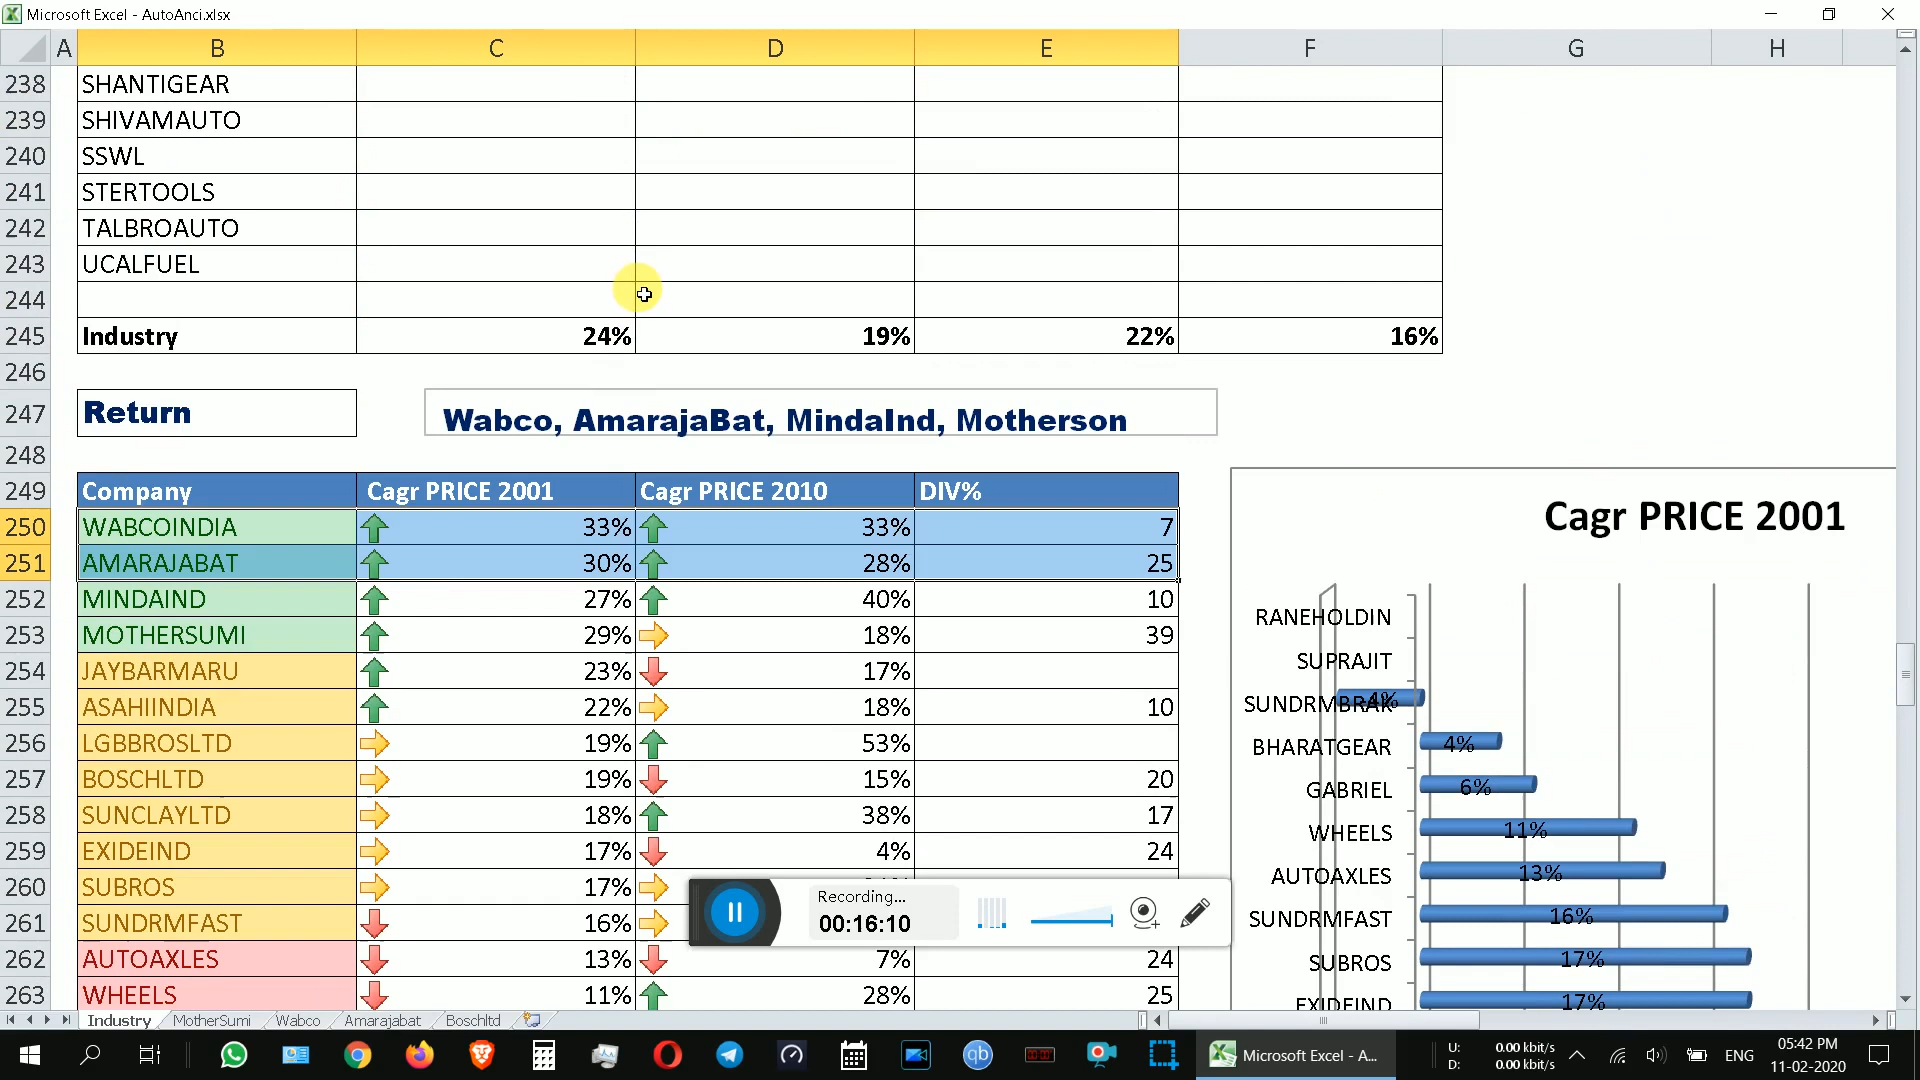 Microsoft Excel - AutoAnci.xlsx
A B C D E F G H
238 SHANTIGEAR
239 SHIVAMAUTO
240 SSWL
241 STERTOOLS
242 TALBROAUTO
243 UCALFUEL
244
245 Industry 24% 19% 22% 16%
246
247 Return Wabco, AmarajaBat, MindaInd, Motherson
248
249 Company Cagr PRICE 2001 Cagr PRICE 2010 DIV%
250 WABCOINDIA 33% 33% 7
251 AMARAJABAT 30% 28% 25
252 MINDAIND 27% 40% 10
253 MOTHERSUMI 29% 18% 39
254 JAYBARMARU 23% 17%
255 ASAHIINDIA 22% 18% 10
256 LGBBROSLTD 19% 53%
257 BOSCHLTD 19% 15% 20
258 SUNCLAYLTD 18% 38% 17
259 EXIDEIND 17% 4% 24
260 SUBROS 17%
261 SUNDRMFAST 16%
262 AUTOAXLES 13% 7% 24
263 WHEELS 11% 28% 25
Cagr PRICE 2001
RANEHOLDIN
SUPRAJIT
SUNDRMBRAK -4%
BHARATGEAR 4%
GABRIEL 6%
WHEELS 11%
AUTOAXLES 13%
SUNDRMFAST 16%
SUBROS 17%
EXIDEIND 17%
Recording...
00:16:10
Industry MotherSumi Wabco Amarajabat Boschltd
qb
Microsoft Excel - A...
U: 0.00 kbit/s
D: 0.00 kbit/s
ENG
05:42 PM
11-02-2020